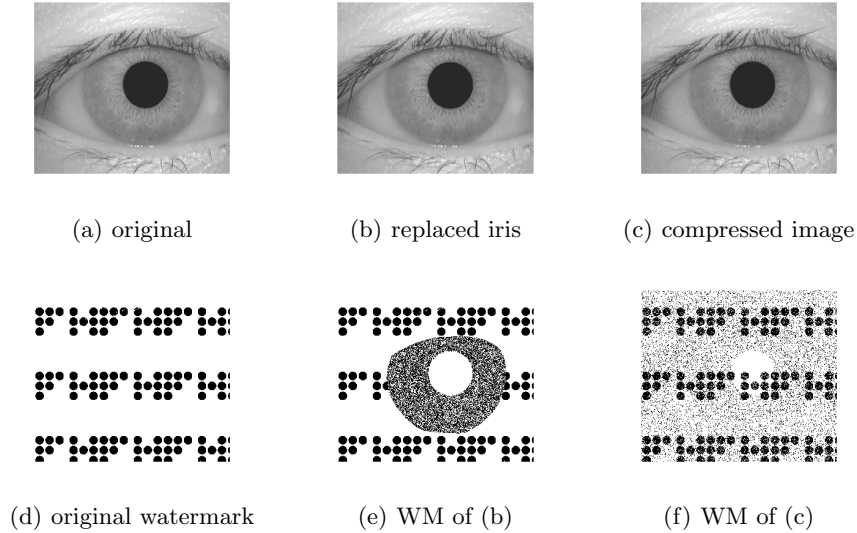 (a) original
(b) replaced iris
(c) compressed image
(d) original watermark
(e) WM of (b)
(f) WM of (c)